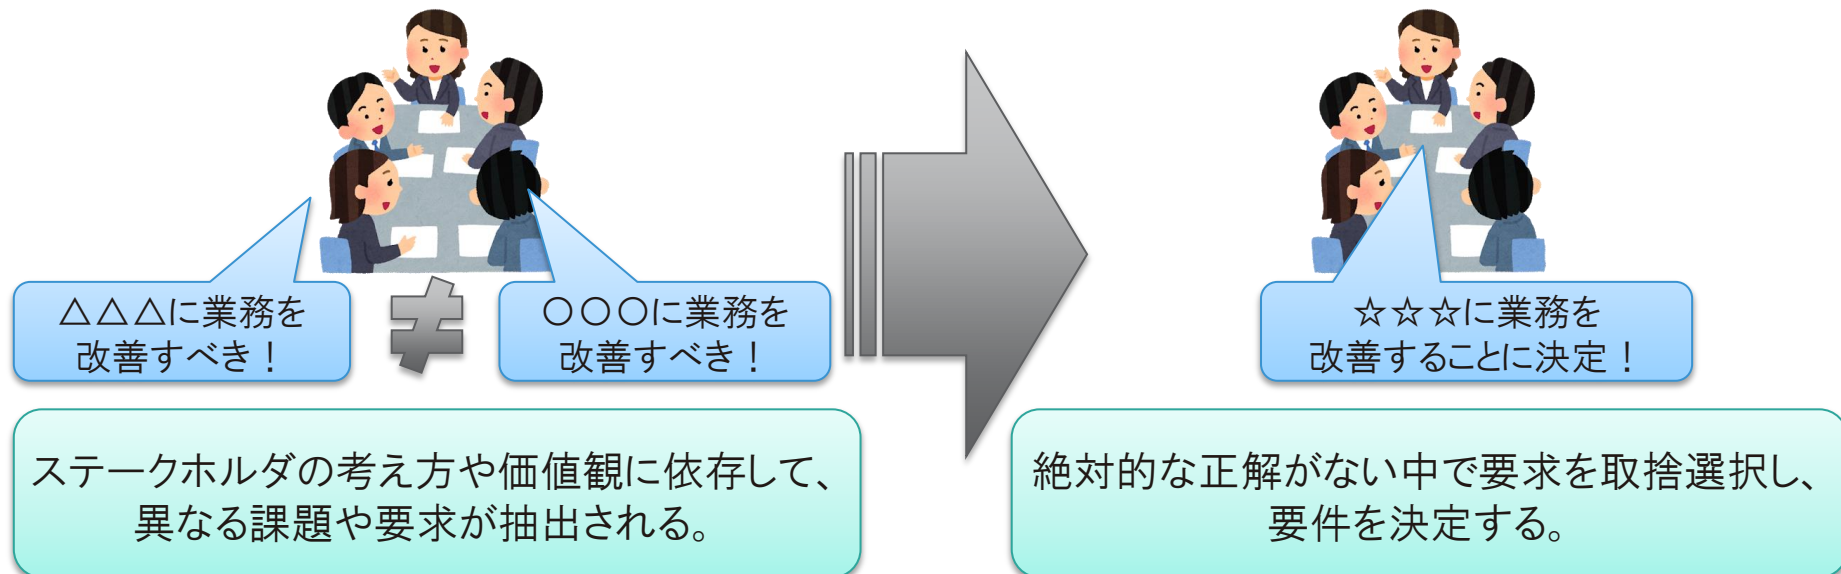 △△△に業務を
改善すべき！
≠
〇〇〇に業務を
改善すべき！
☆☆☆に業務を
改善することに決定！
ステークホルダの考え方や価値観に依存して、
異なる課題や要求が抽出される。
絶対的な正解がない中で要求を取捨選択し、
要件を決定する。